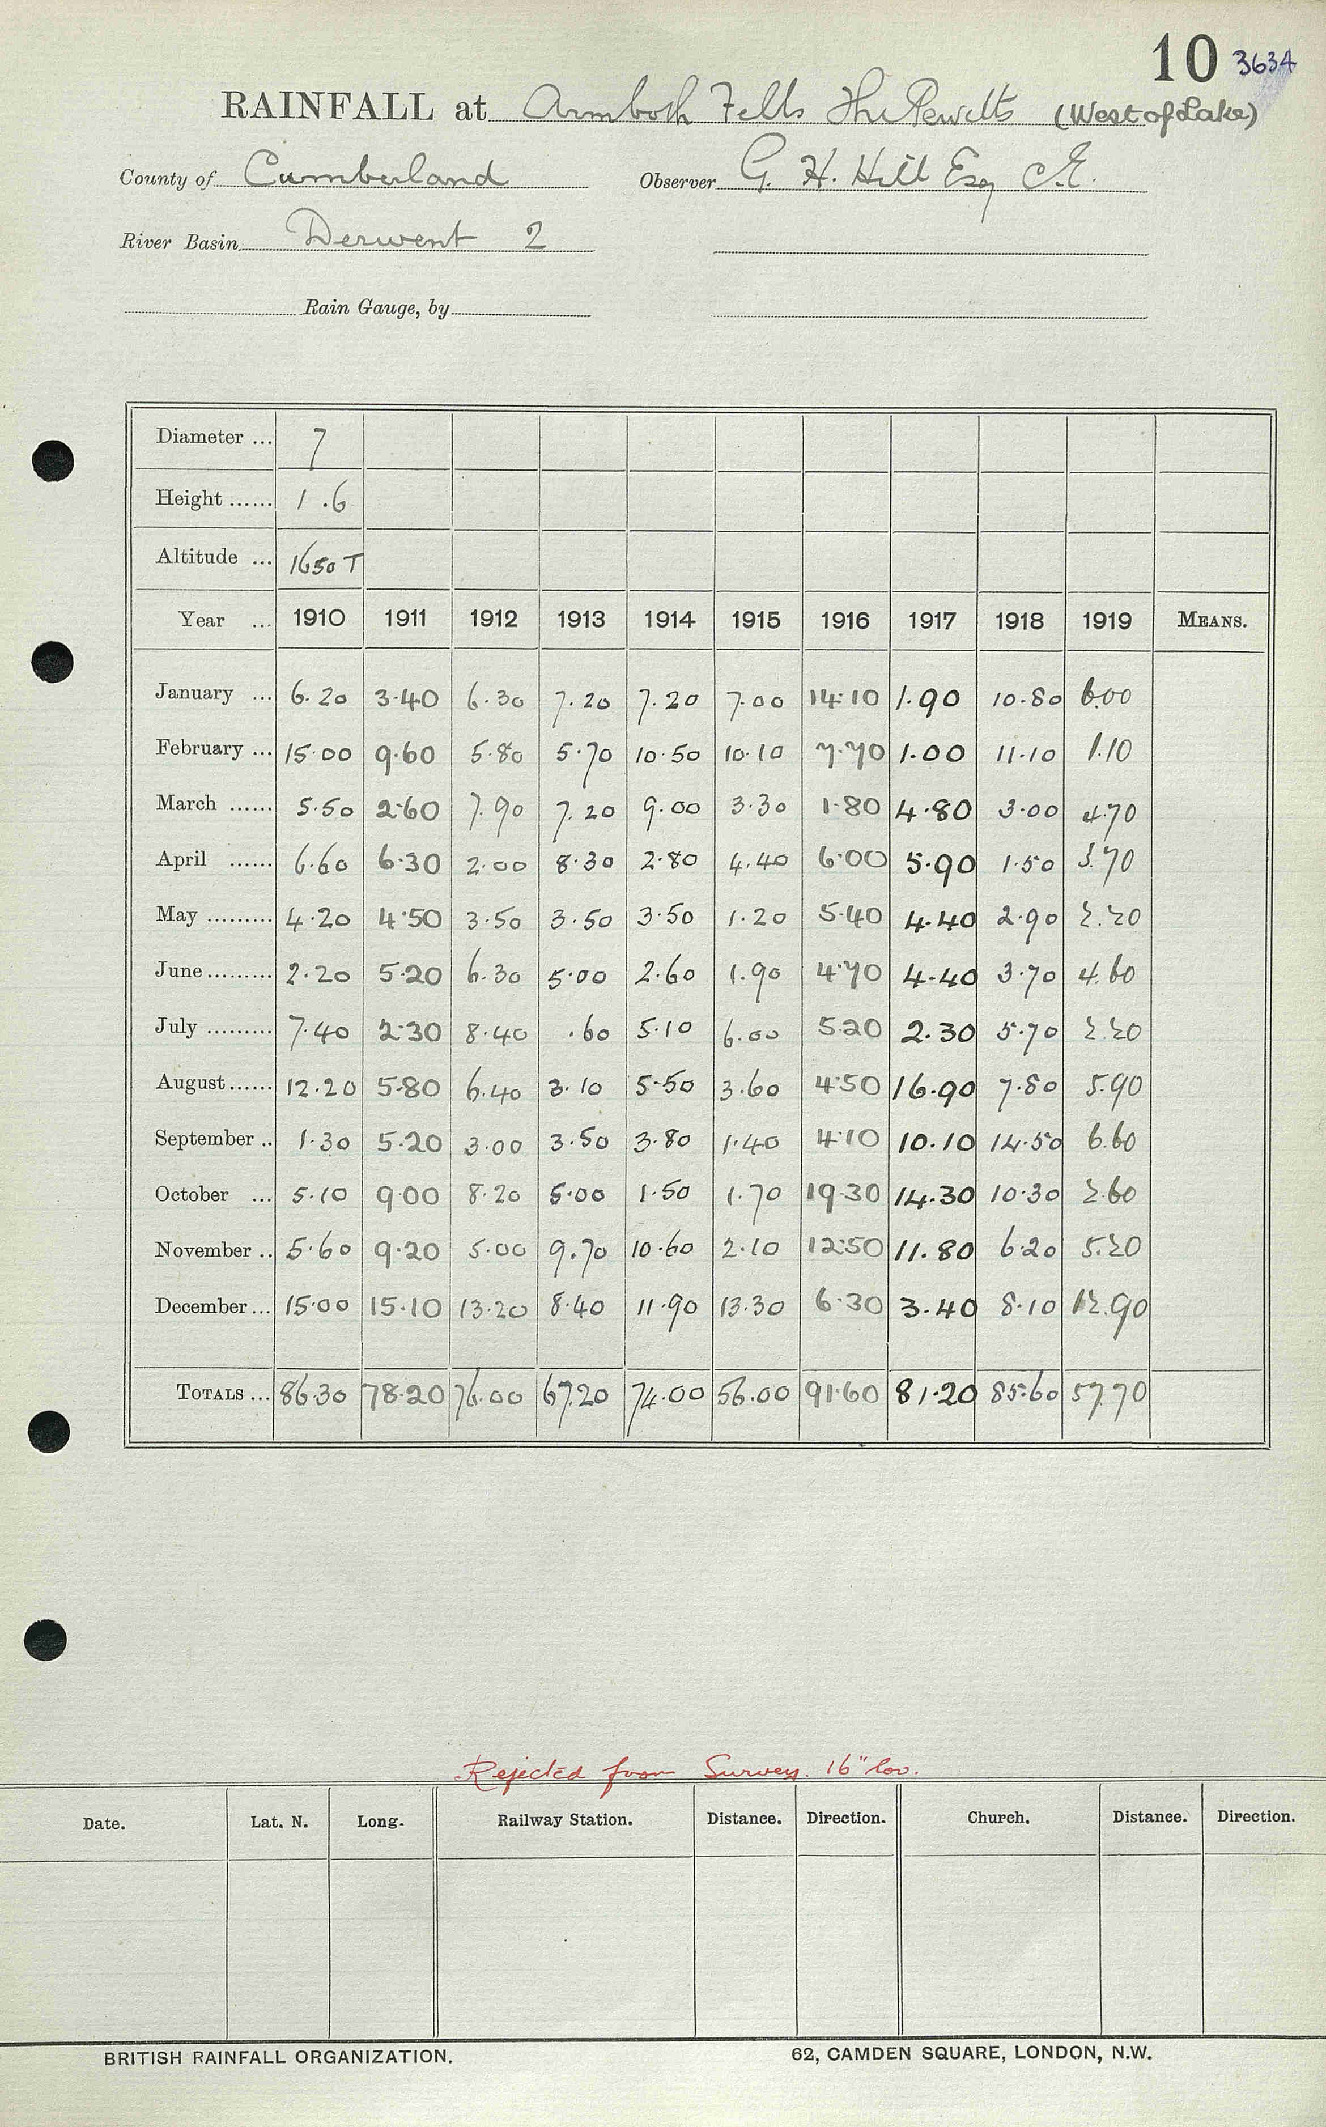 10 3634
RAINFALL at Armboth Fells The Pewitts (West of Lake)
County of Cumberland Observer G. H. Hill Esq C.E.
River Basin Derwent 2
Rain Gauge, by
Diameter ... 7
Height ...... 1.6
Altitude ... 1650 T
Year ... 1910 1911 1912 1913 1914 1915 1916 1917 1918 1919 MEANS.
January ... 6.20 3.40 6.30 7.20 7.20 7.00 14.10 1.90 10.80 6.00
February ... 15.00 9.60 5.80 5.70 10.50 10.10 7.70 1.00 11.10 1.10
March ...... 5.50 2.60 7.90 7.20 9.00 3.30 1.80 4.80 3.00 4.70
April ...... 6.60 6.30 2.00 8.30 2.80 4.40 6.00 5.90 1.50 3.70
May ......... 4.20 4.50 3.50 3.50 3.50 1.20 5.40 4.40 2.90 2.20
June ......... 2.20 5.20 6.30 5.00 2.60 1.90 4.70 4.40 3.70 4.60
July ......... 7.40 2.30 8.40 .60 5.10 6.00 5.20 2.30 5.70 2.20
August ...... 12.20 5.80 6.40 3.10 5.50 3.60 4.50 16.90 7.80 5.90
September .. 1.30 5.20 3.00 3.50 3.80 1.40 4.10 10.10 14.50 6.60
October ... 5.10 9.00 8.20 5.00 1.50 1.70 19.30 14.30 10.30 2.60
November .. 5.60 9.20 5.00 9.70 10.60 2.10 12.50 11.80 6.20 5.20
December ... 15.00 15.10 13.20 8.40 11.90 13.30 6.30 3.40 8.10 12.90
TOTALS ... 86.30 78.20 76.00 67.20 74.00 56.00 91.60 81.20 85.60 57.70
Rejected from Survey. 16" low.
Date. Lat. N. Long. Railway Station. Distance. Direction. Church. Distance. Direction.
BRITISH RAINFALL ORGANIZATION. 62, CAMDEN SQUARE, LONDON, N.W.